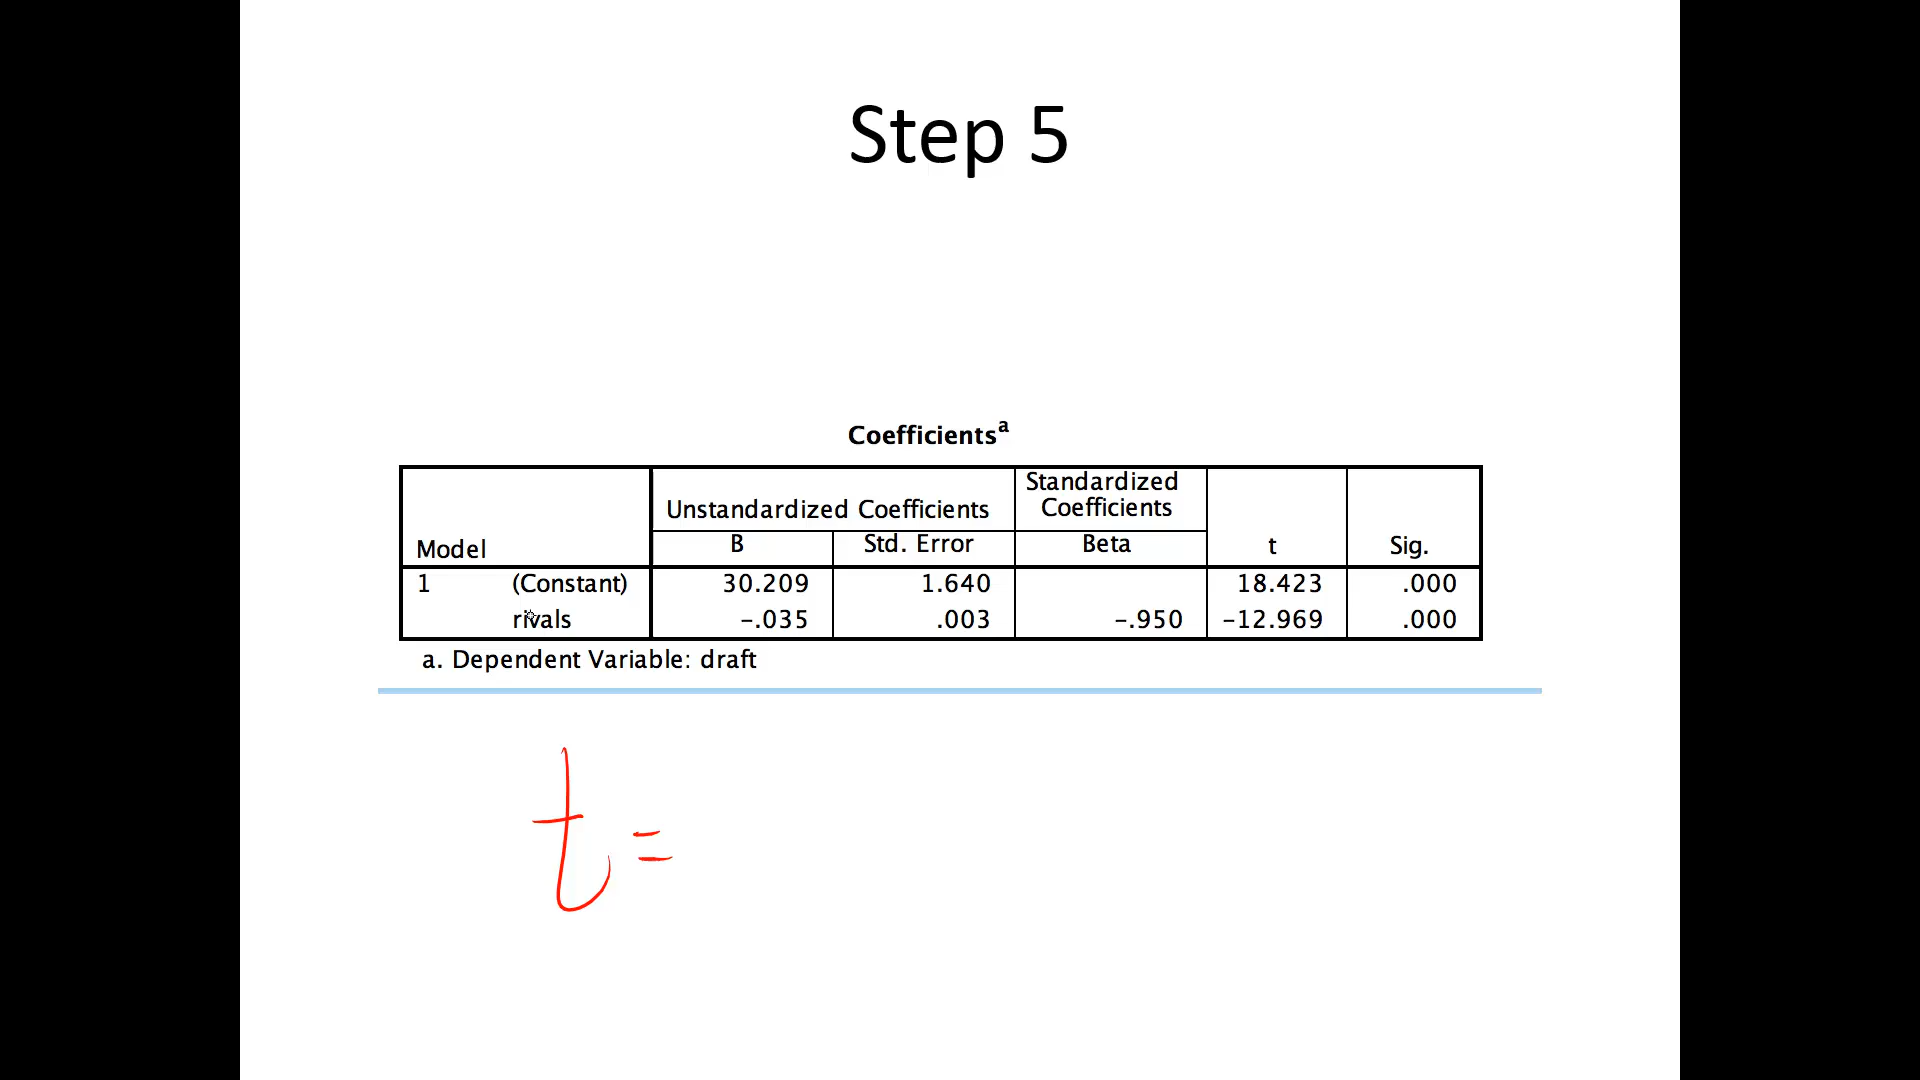 Step 5
Coefficientsª
Model Unstandardized Coefficients Standardized Coefficients t Sig.
B Std. Error Beta
1 (Constant) 30.209 1.640 18.423 .000
rivals -.035 .003 -.950 -12.969 .000
a. Dependent Variable: draft
t =